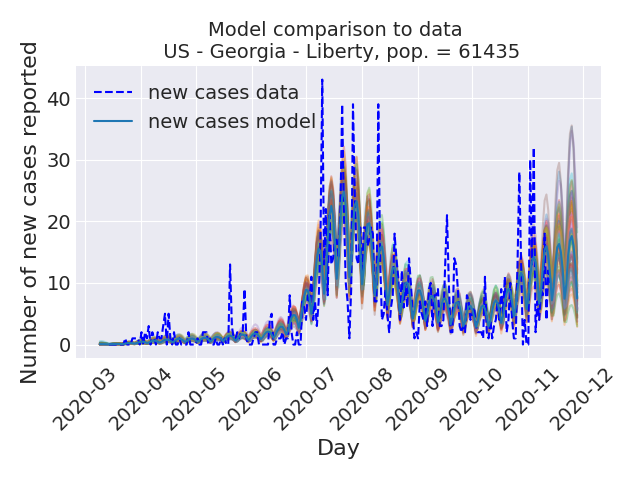 Model comparison to data
US - Georgia - Liberty, pop. = 61435
Number of new cases reported
40
30
20
10
0
new cases data
new cases model
2020-03
2020-04
2020-05
2020-06
2020-07
2020-08
2020-09
2020-10
2020-11
2020-12
Day